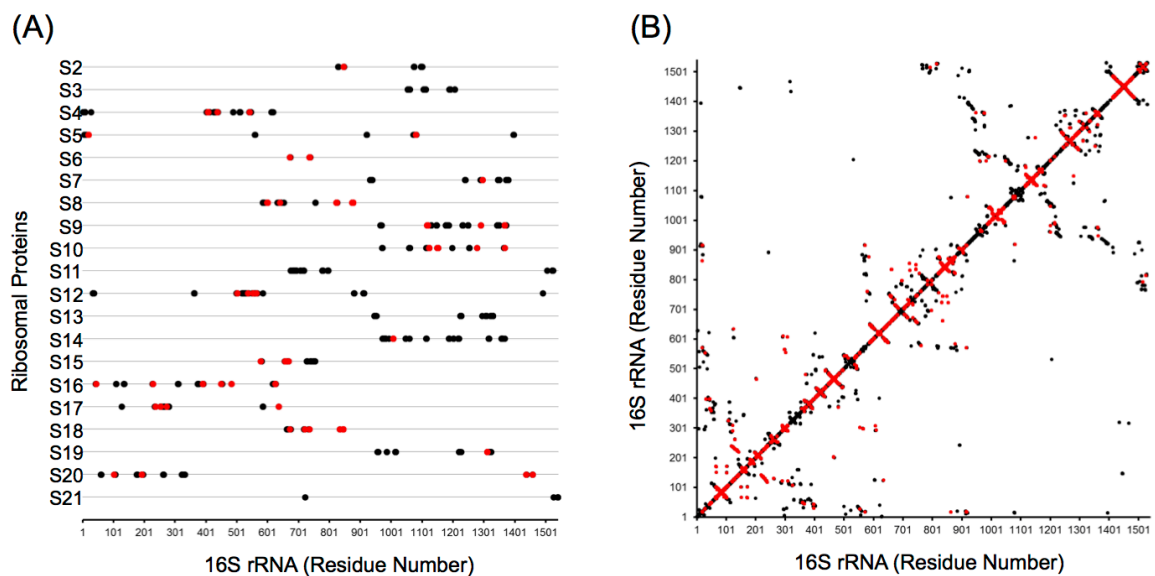 (A)
(B)
Ribosomal Proteins
S2
S3
S4
S5
S6
S7
S8
S9
S10
S11
S12
S13
S14
S15
S16
S17
S18
S19
S20
S21
1 101 201 301 401 501 601 701 801 901 1001 1101 1201 1301 1401 1501
16S rRNA (Residue Number)
16S rRNA (Residue Number)
1501
1401
1301
1201
1101
1001
901
801
701
601
501
401
301
201
101
1
1 101 201 301 401 501 601 701 801 901 1001 1101 1201 1301 1401 1501
16S rRNA (Residue Number)